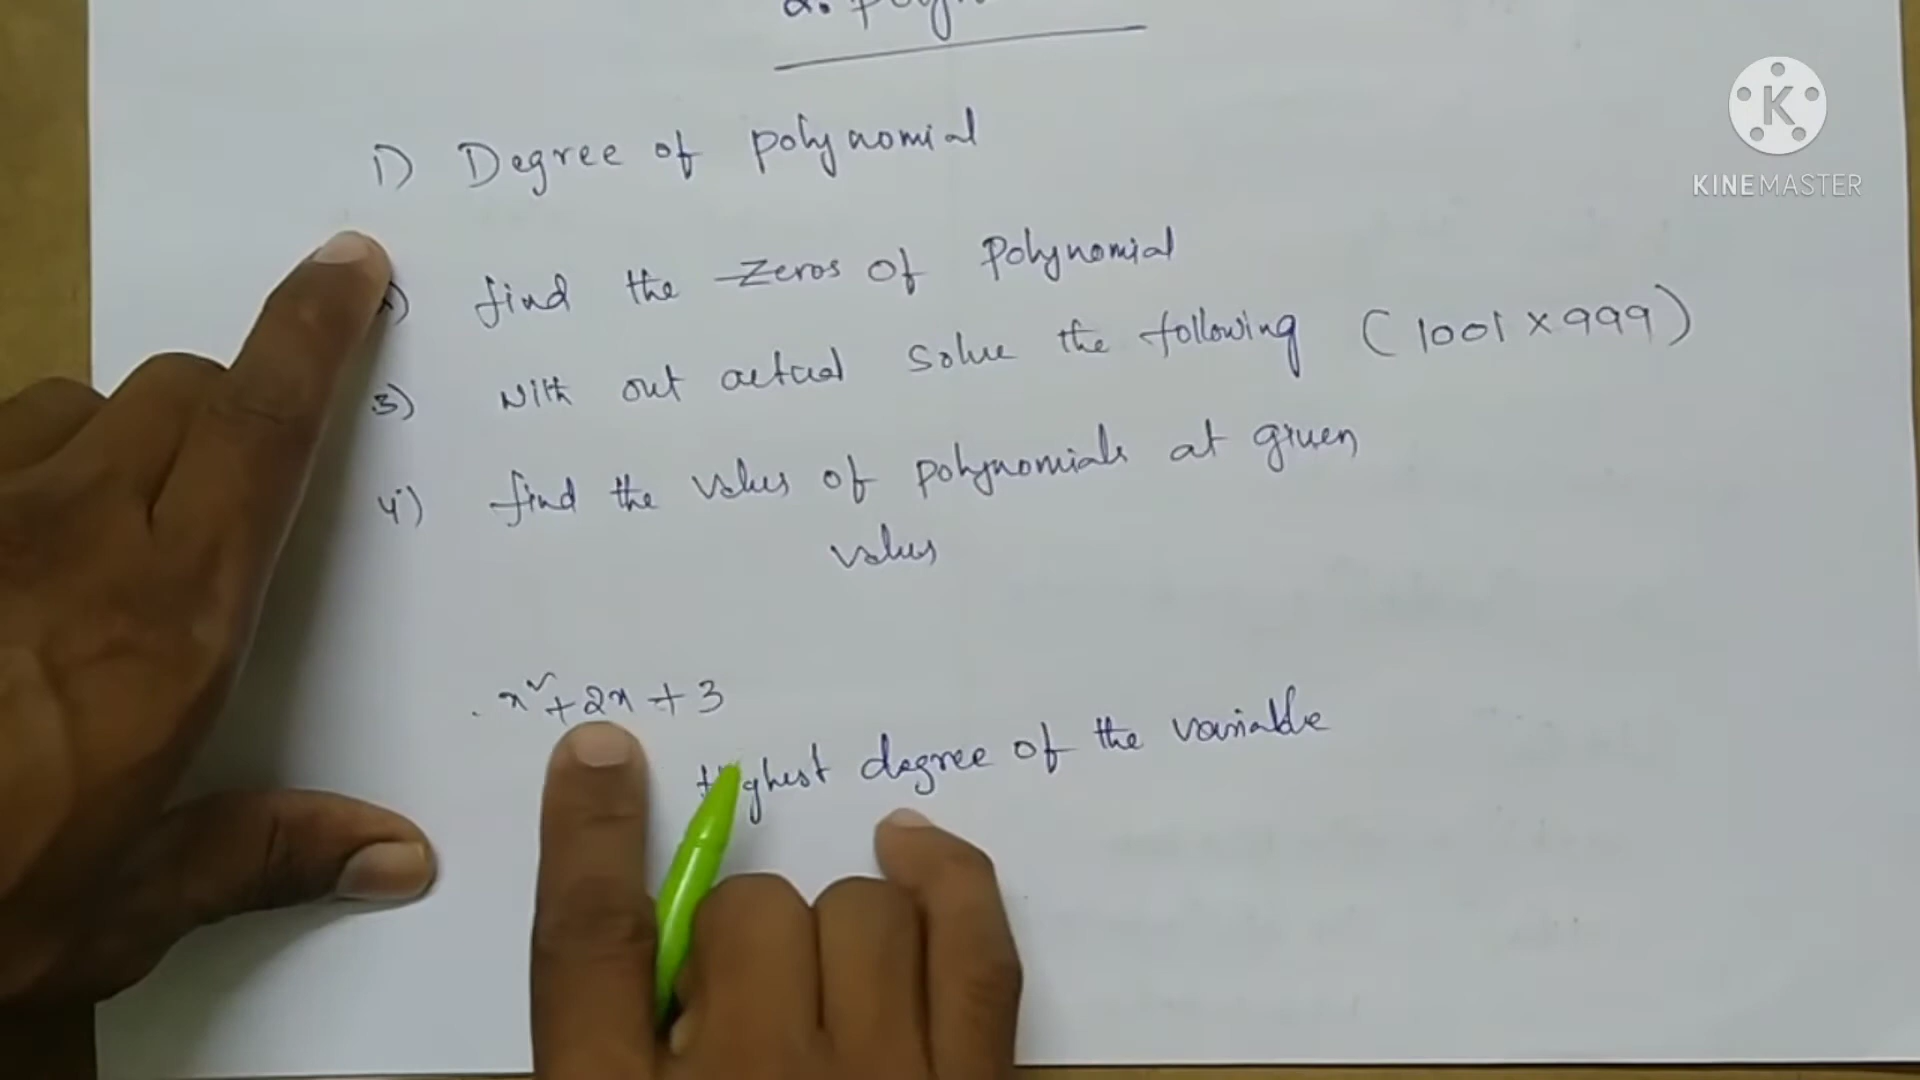 K
KINEMASTER
1) Degree of polynomial
find the zeros of polynomial
3) with out actual solve the following (1001 × 999)
4) find the values of polynomials at given
values
x² + 2x + 3
Highest degree of the variable